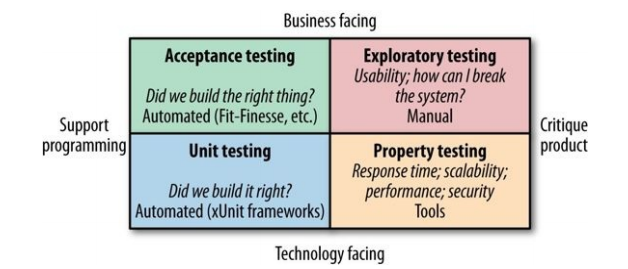 Business facing
Acceptance testing
Did we build the right thing?
Automated (Fit-Finesse, etc.)
Exploratory testing
Usability; how can I break
the system?
Manual
Support
programming
Critique
product
Unit testing
Did we build it right?
Automated (xUnit frameworks)
Property testing
Response time; scalability;
performance; security
Tools
Technology facing